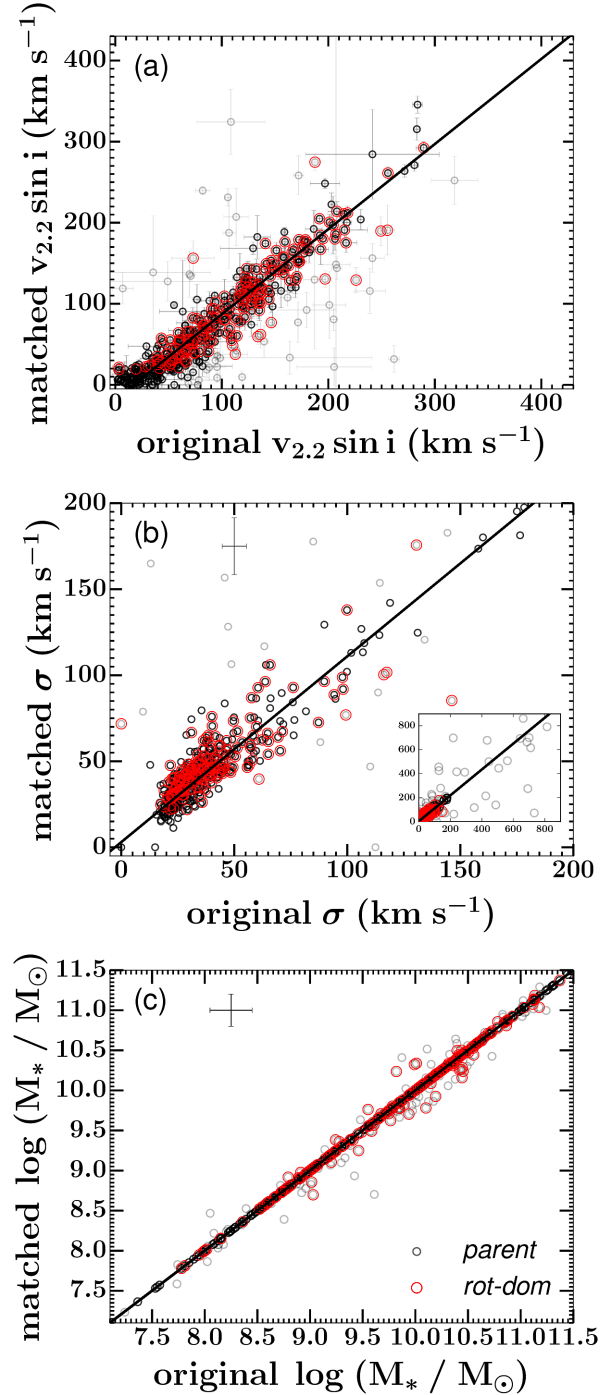 (a)
matched v2.2 sin i (km s−1)
400
300
200
100
0
0 100 200 300 400
original v2.2 sin i (km s−1)
(b)
matched σ (km s−1)
200
150
100
50
0
800
600
400
200
0
0 200 400 600 800
0 50 100 150 200
original σ (km s−1)
(c)
matched log (M* / M⊙)
11.5
11.0
10.5
10.0
9.5
9.0
8.5
8.0
7.5
parent
rot-dom
7.5 8.0 8.5 9.0 9.5 10.0 10.5 11.0 11.5
original log (M* / M⊙)